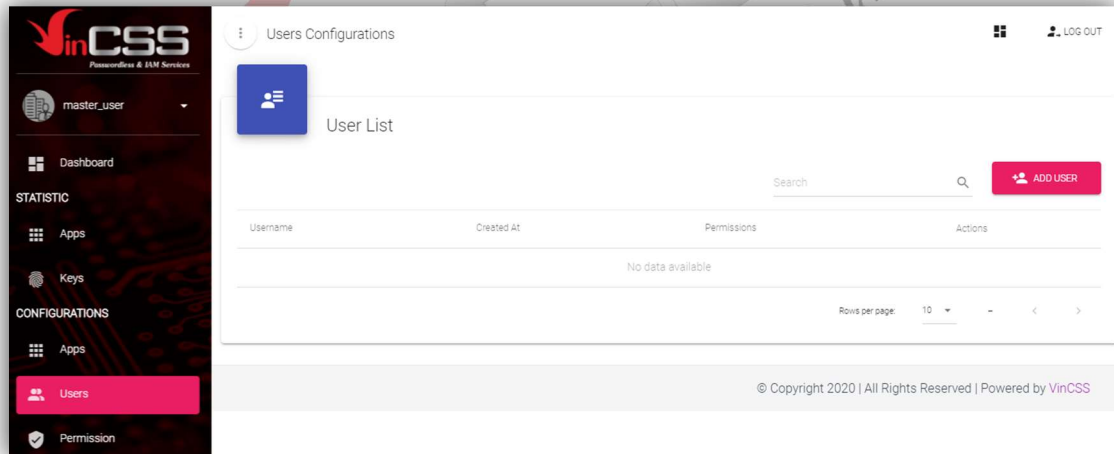 VinCSS
Passwordless & IAM Services
master_user
Dashboard
STATISTIC
Apps
Keys
CONFIGURATIONS
Apps
Users
Permission
Users Configurations
LOG OUT
User List
Search
ADD USER
Username Created At Permissions Actions
No data available
Rows per page: 10 –
© Copyright 2020 | All Rights Reserved | Powered by VinCSS